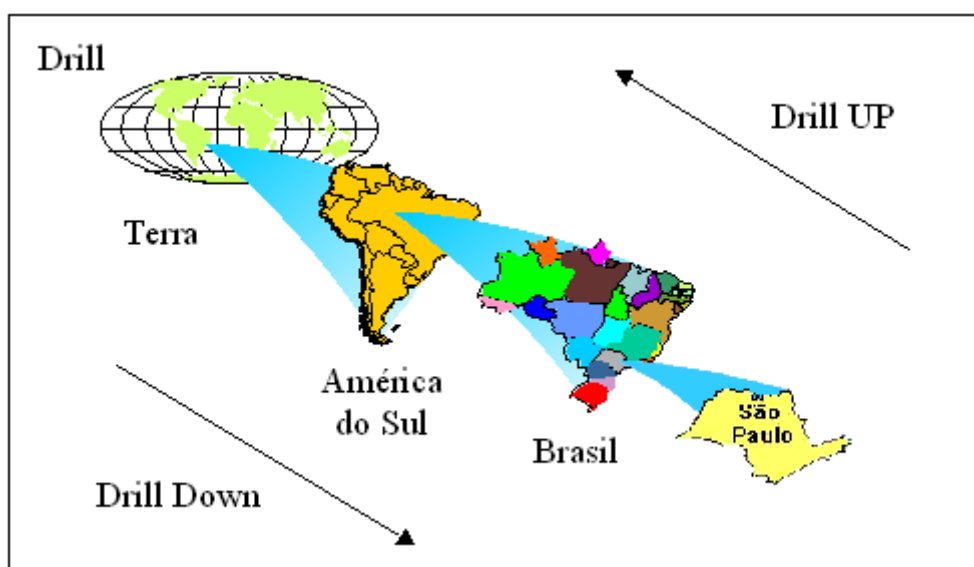 Drill
Drill UP
Terra
América
do Sul
São
Paulo
Brasil
Drill Down